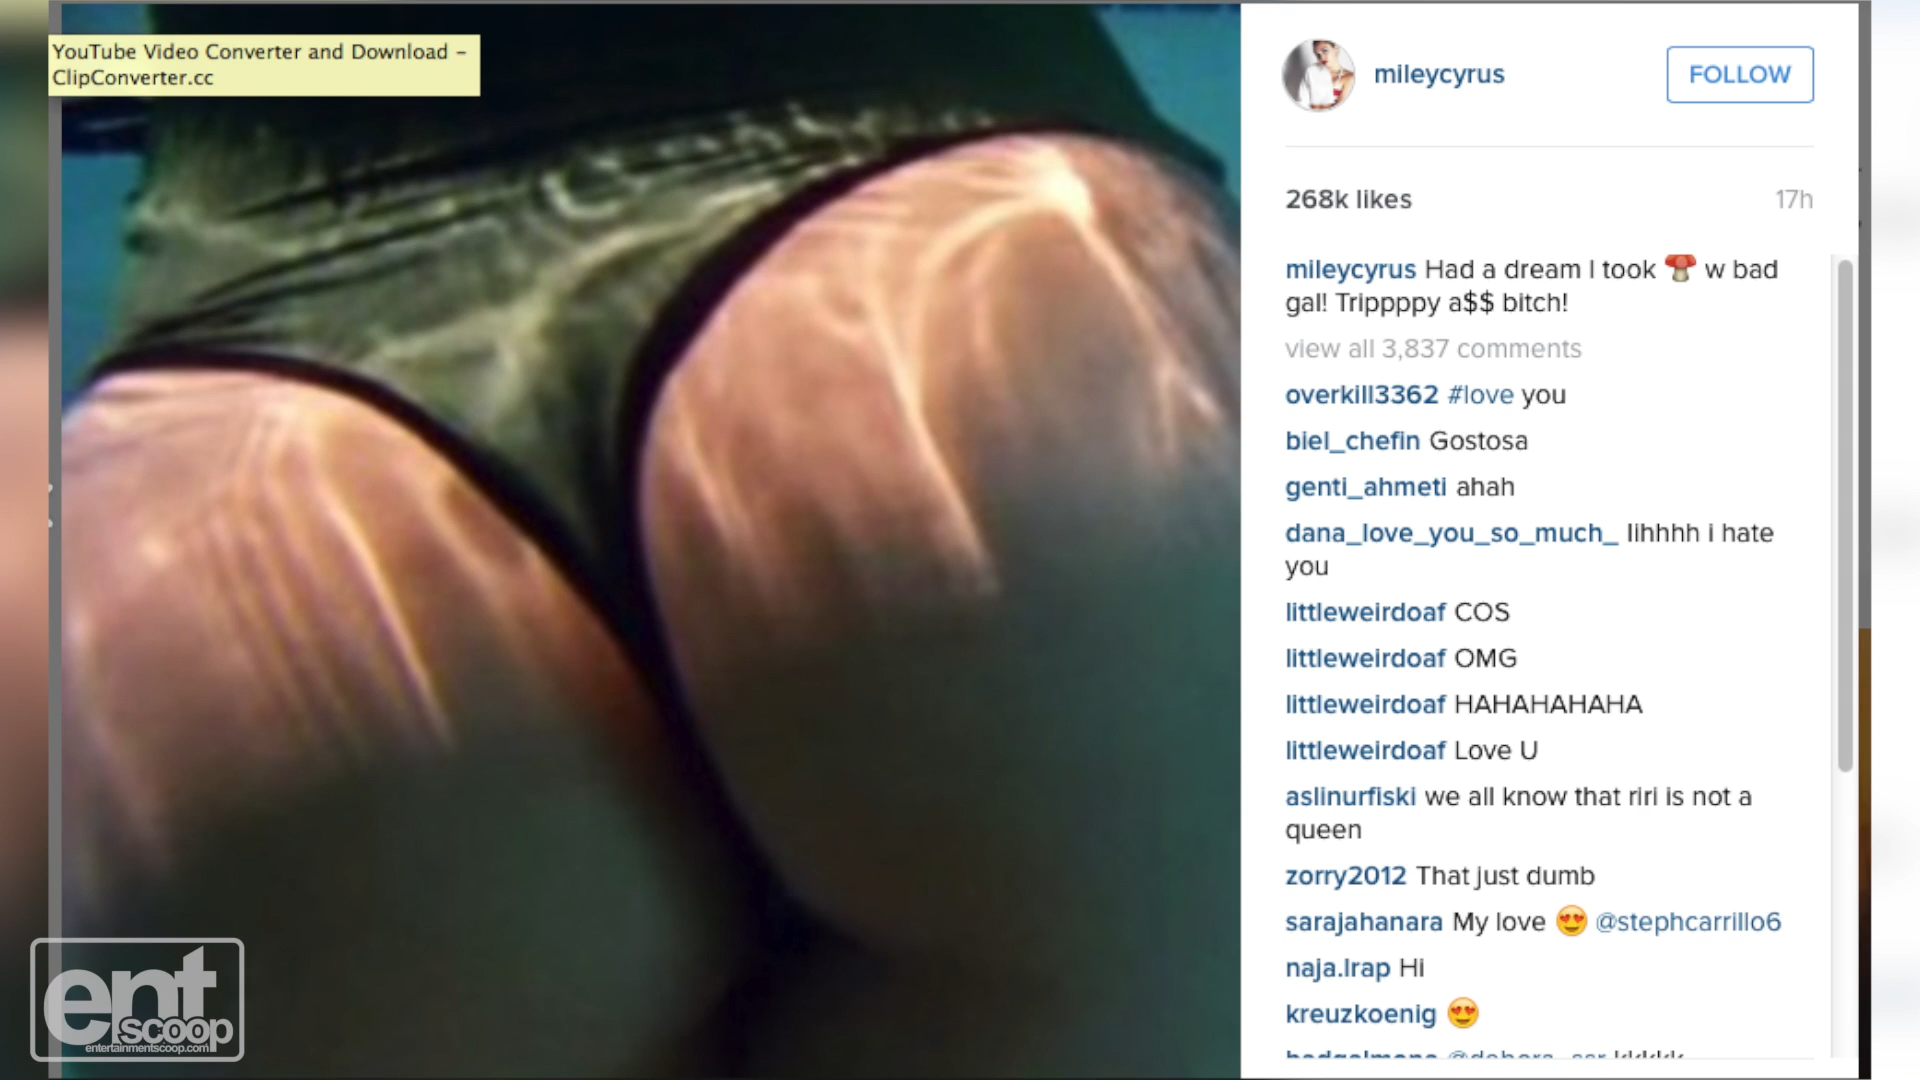 YouTube Video Converter and Download –
ClipConverter.cc
mileycyrus
FOLLOW
268k likes
17h
mileycyrus Had a dream I took 🍄 w bad
gal! Trippppy a$$ bitch!
view all 3,837 comments
overkill3362 #love you
biel_chefin Gostosa
genti_ahmeti ahah
dana_love_you_so_much_ Iihhhh i hate
you
littleweirdoaf COS
littleweirdoaf OMG
littleweirdoaf HAHAHAHAHA
littleweirdoaf Love U
aslinurfiski we all know that riri is not a
queen
zorry2012 That just dumb
sarajahanara My love 😍 @stephcarrillo6
naja.lrap Hi
kreuzkoenig 😍
ent
scoop
entertainmentscoop.com